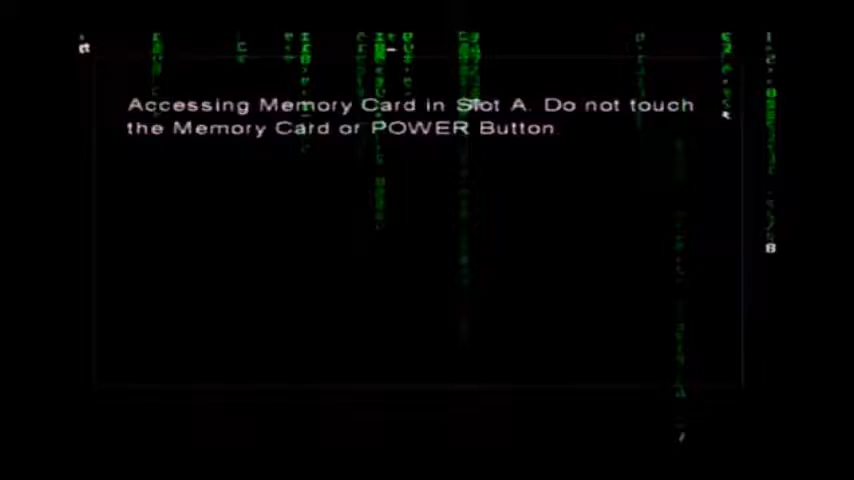 Accessing Memory Card in Slot A. Do not touch
the Memory Card or POWER Button.